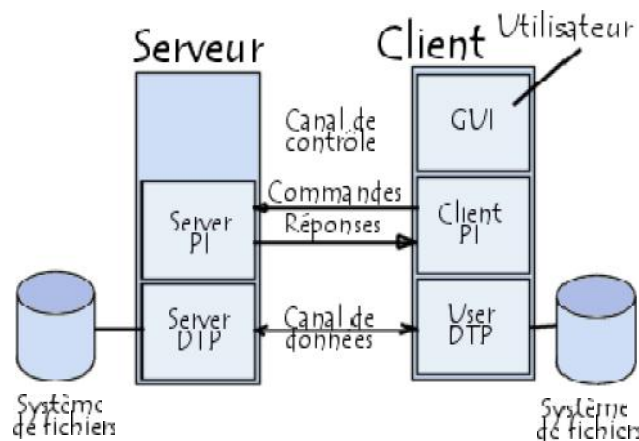 Serveur
Client
Utilisateur
GUI
Canal de
contrôle
Commandes
Réponses
Server
PI
Client
PI
Server
DTP
Canal de
données
User
DTP
Système
de fichiers
Système
de fichiers